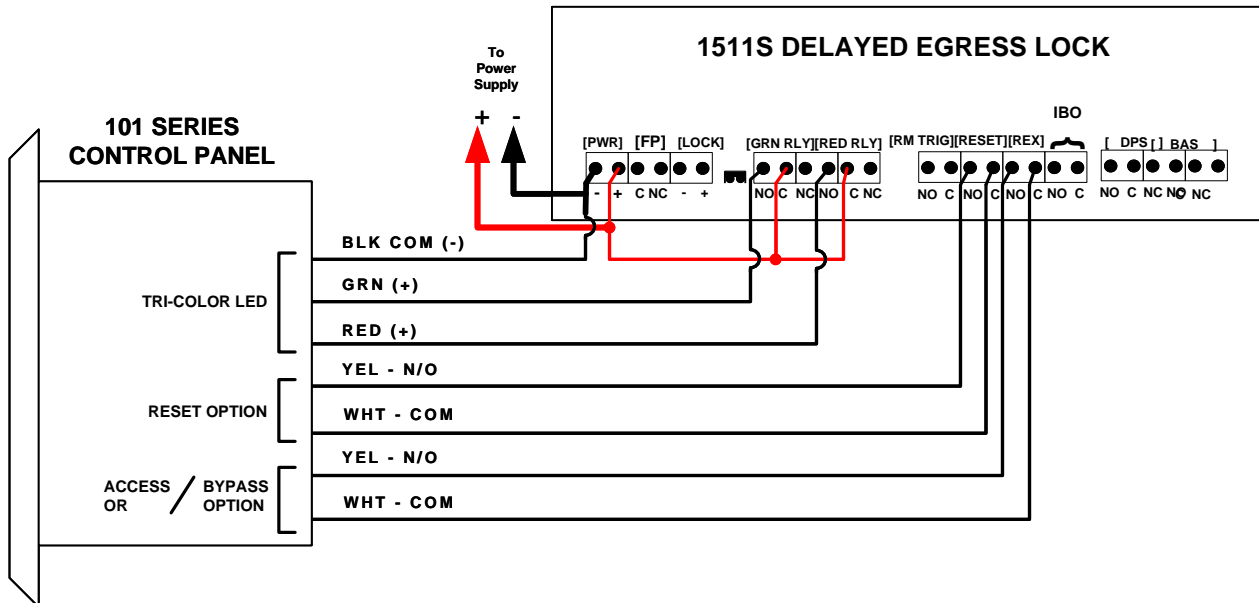 1511S DELAYED EGRESS LOCK
To
Power
Supply
+ -
101 SERIES
CONTROL PANEL
IBO
[PWR] [FP] [LOCK] [GRN RLY][RED RLY] [RM TRIG][RESET][REX] [ DPS [ ] BAS ]
- + C NC - + NO C NC NO C NC NO C NO C NO C NO C NO C NC NO C NC
BLK COM (-)
GRN (+)
TRI-COLOR LED
RED (+)
YEL - N/O
RESET OPTION
WHT - COM
YEL - N/O
ACCESS / BYPASS
OR OPTION
WHT - COM